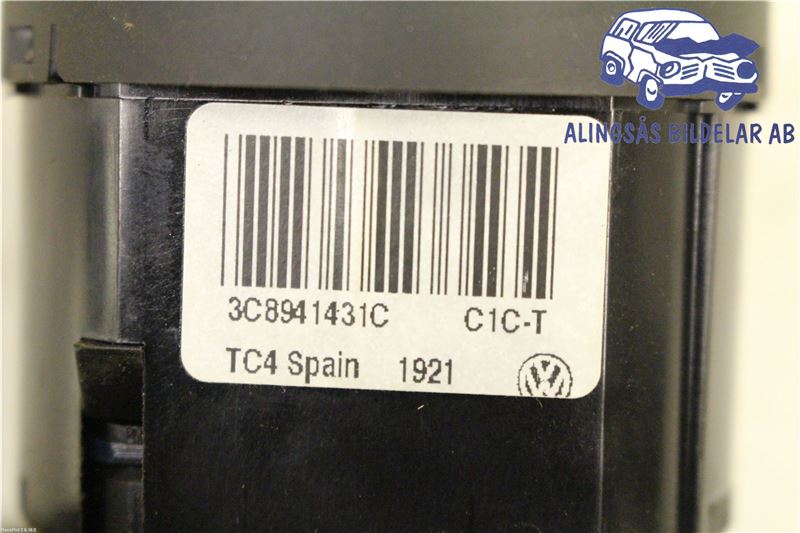 ALINGSÅS BILDELAR AB
3C8941431C C1C-T
TC4 Spain 1921